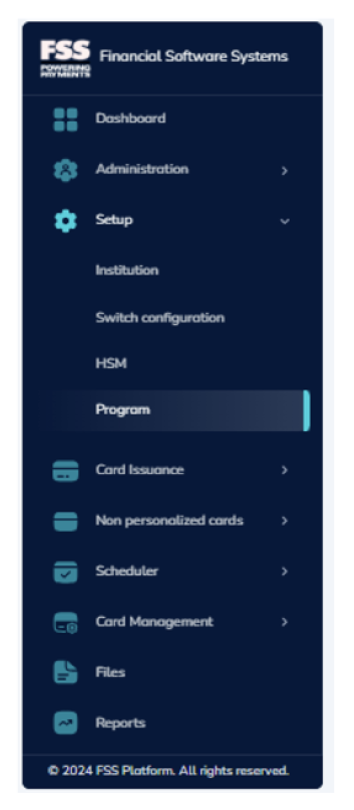 FSS Financial Software Systems
POWERING
PAYMENTS
Dashboard
Administration
Setup
Institution
Switch configuration
HSM
Program
Card Issuance
Non personalized cards
Scheduler
Card Management
Files
Reports
© 2024 FSS Platform. All rights reserved.